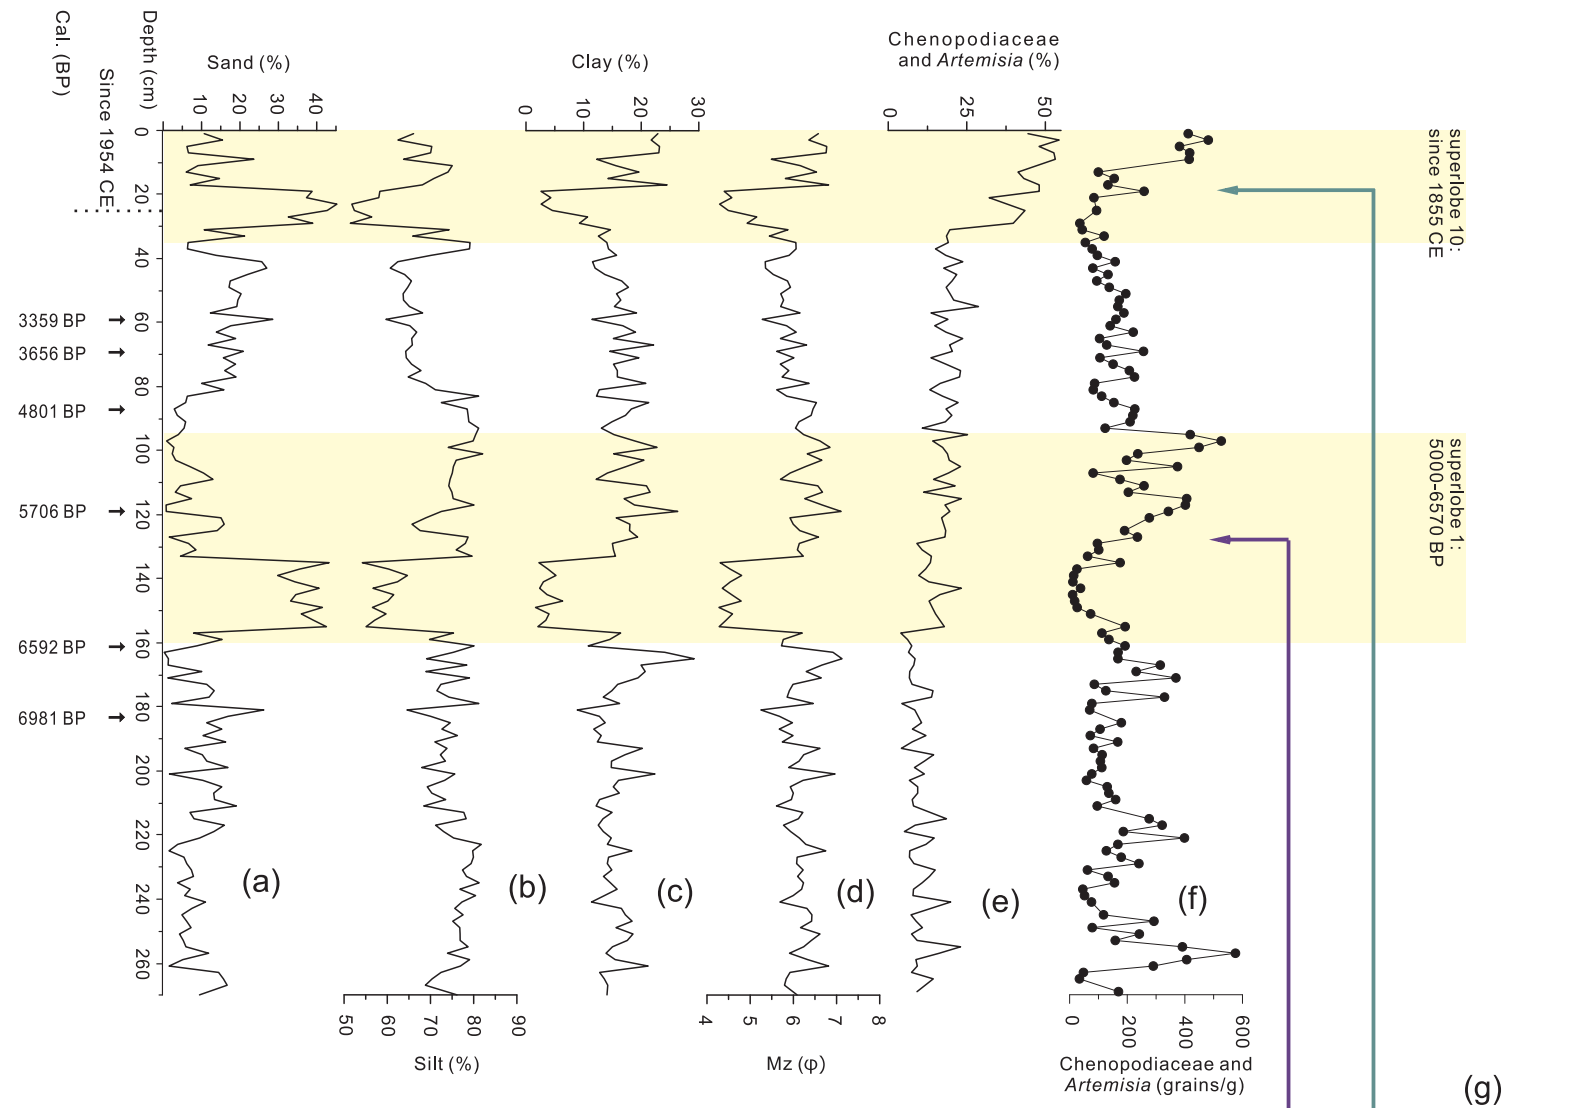 Cal. (BP)
Since 1954 CE
Depth (cm)
Sand (%)
10
20
30
40
Clay (%)
0
10
20
30
Chenopodiaceae
and Artemisia (%)
0
25
50
superlobe 10:
since 1855 CE
superlobe 1:
5000-6570 BP
0
20
40
60
80
100
120
140
160
180
200
220
240
260
3359 BP
3656 BP
4801 BP
5706 BP
6592 BP
6981 BP
(a)
(b)
(c)
(d)
(e)
(f)
50
60
70
80
90
Silt (%)
4
5
6
7
8
Mz (φ)
0
200
400
600
Chenopodiaceae and
Artemisia (grains/g)
(g)